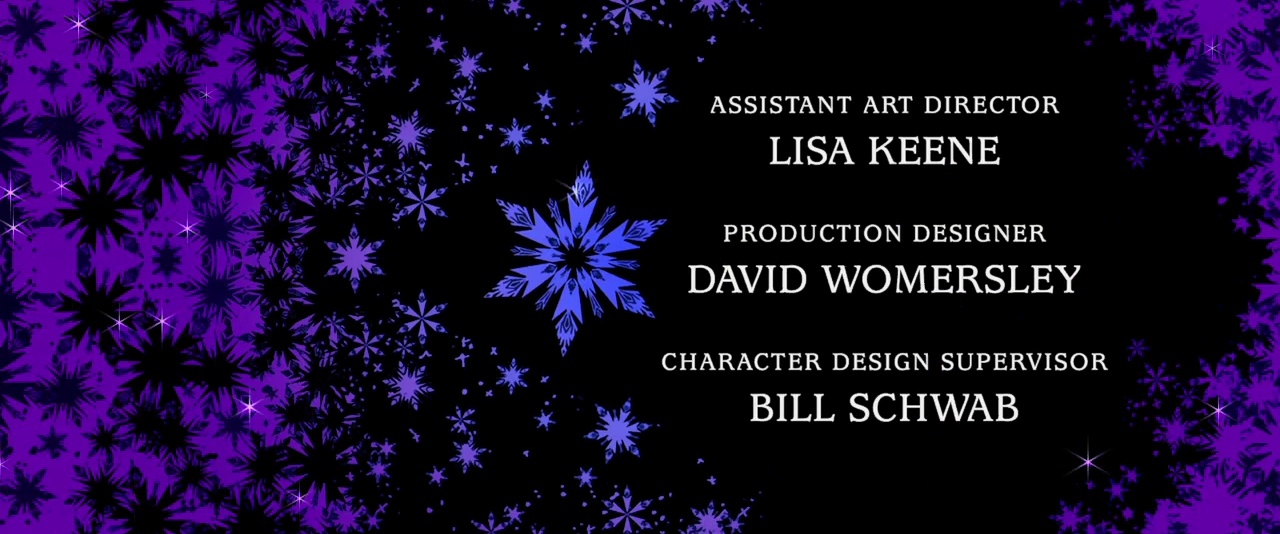 ASSISTANT ART DIRECTOR
LISA KEENE
PRODUCTION DESIGNER
DAVID WOMERSLEY
CHARACTER DESIGN SUPERVISOR
BILL SCHWAB